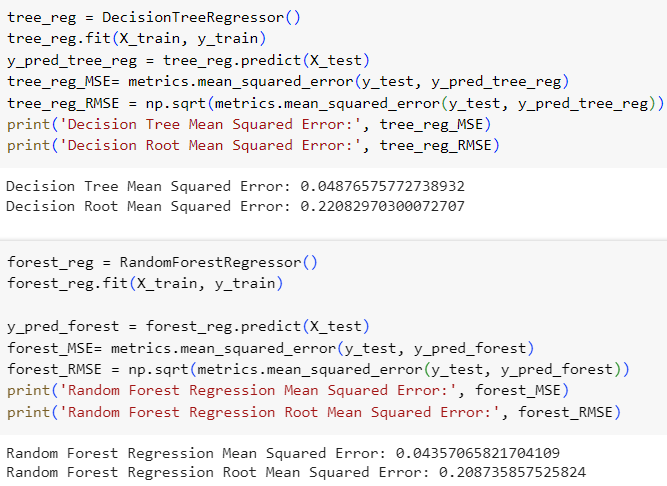 tree_reg = DecisionTreeRegressor()
tree_reg.fit(X_train, y_train)
y_pred_tree_reg = tree_reg.predict(X_test)
tree_reg_MSE= metrics.mean_squared_error(y_test, y_pred_tree_reg)
tree_reg_RMSE = np.sqrt(metrics.mean_squared_error(y_test, y_pred_tree_reg))
print('Decision Tree Mean Squared Error:', tree_reg_MSE)
print('Decision Root Mean Squared Error:', tree_reg_RMSE)
Decision Tree Mean Squared Error: 0.04876575772738932
Decision Root Mean Squared Error: 0.22082970300072707
forest_reg = RandomForestRegressor()
forest_reg.fit(X_train, y_train)
y_pred_forest = forest_reg.predict(X_test)
forest_MSE= metrics.mean_squared_error(y_test, y_pred_forest)
forest_RMSE = np.sqrt(metrics.mean_squared_error(y_test, y_pred_forest))
print('Random Forest Regression Mean Squared Error:', forest_MSE)
print('Random Forest Regression Root Mean Squared Error:', forest_RMSE)
Random Forest Regression Mean Squared Error: 0.04357065821704109
Random Forest Regression Root Mean Squared Error: 0.208735857525824